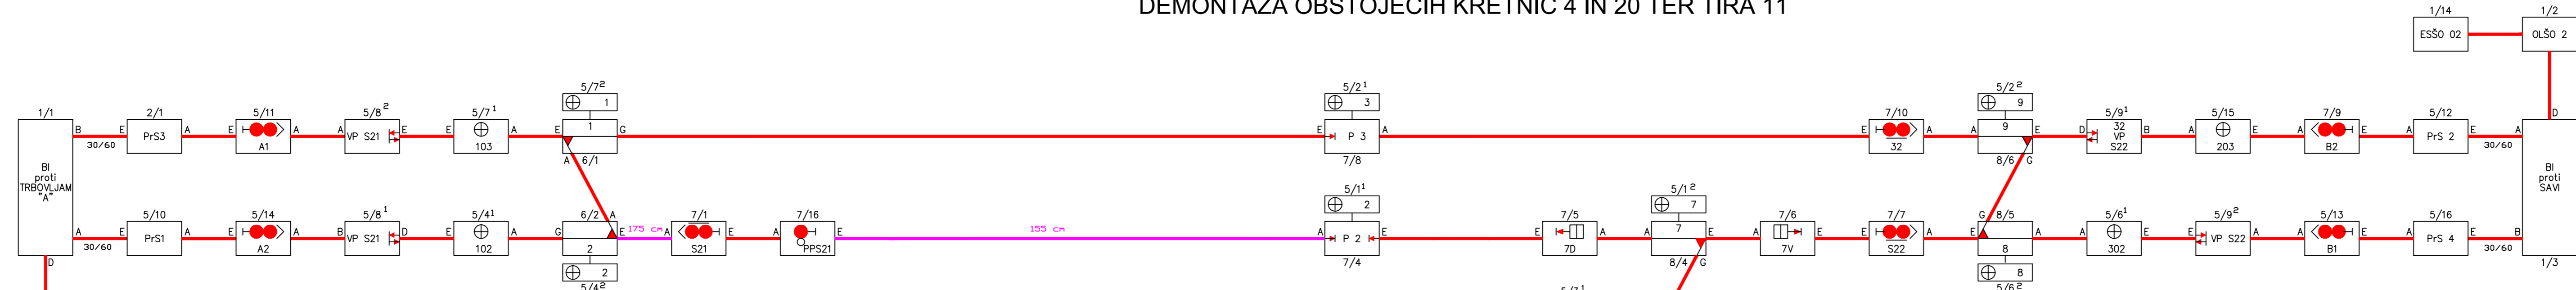 DEMONTAŽA OBSTOJEČIH KRETNIC 4 IN 20 TER TIRA 11
1/14
1/2
ESŠO 02
OLŠO 2
D
5/7²
1
5/2¹
3
5/2²
9
1/1
2/1
5/11
5/8²
5/7¹
7/10
5/9¹
5/15
7/9
5/12
B
E
PrS3
A
E
A
A
VP S21
E
E
A
E
1
G
E
P 3
A
E
A
A
9
E
D
32
VP
S22
B
A
E
A
E
A
PrS 2
E
A
30/60
A1
103
A
6/1
7/8
32
8/6
G
203
B2
30/60
BI
proti
TRBOVLJAM
"A"
BI
proti
SAVI
5/1¹
2
5/1²
7
5/10
5/14
5/8¹
5/4¹
6/2
A
7/1
7/16
7/5
7/6
7/7
G
8/5
5/6¹
5/9²
5/13
5/16
A
E
PrS1
A
E
A
B
VP S21
D
E
A
G
E
175 cm
A
E
A
E
155 cm
A
P 2
E
E
A
A
E
A
E
E
A
E
A
A
E
E
VP S22
A
A
E
A
PrS 4
E
B
30/60
A2
102
2
S21
PPS21
7/4
7D
8/4
G
7V
S22
8
302
B1
30/60
D
2
5/4²
8
5/6²
1/3